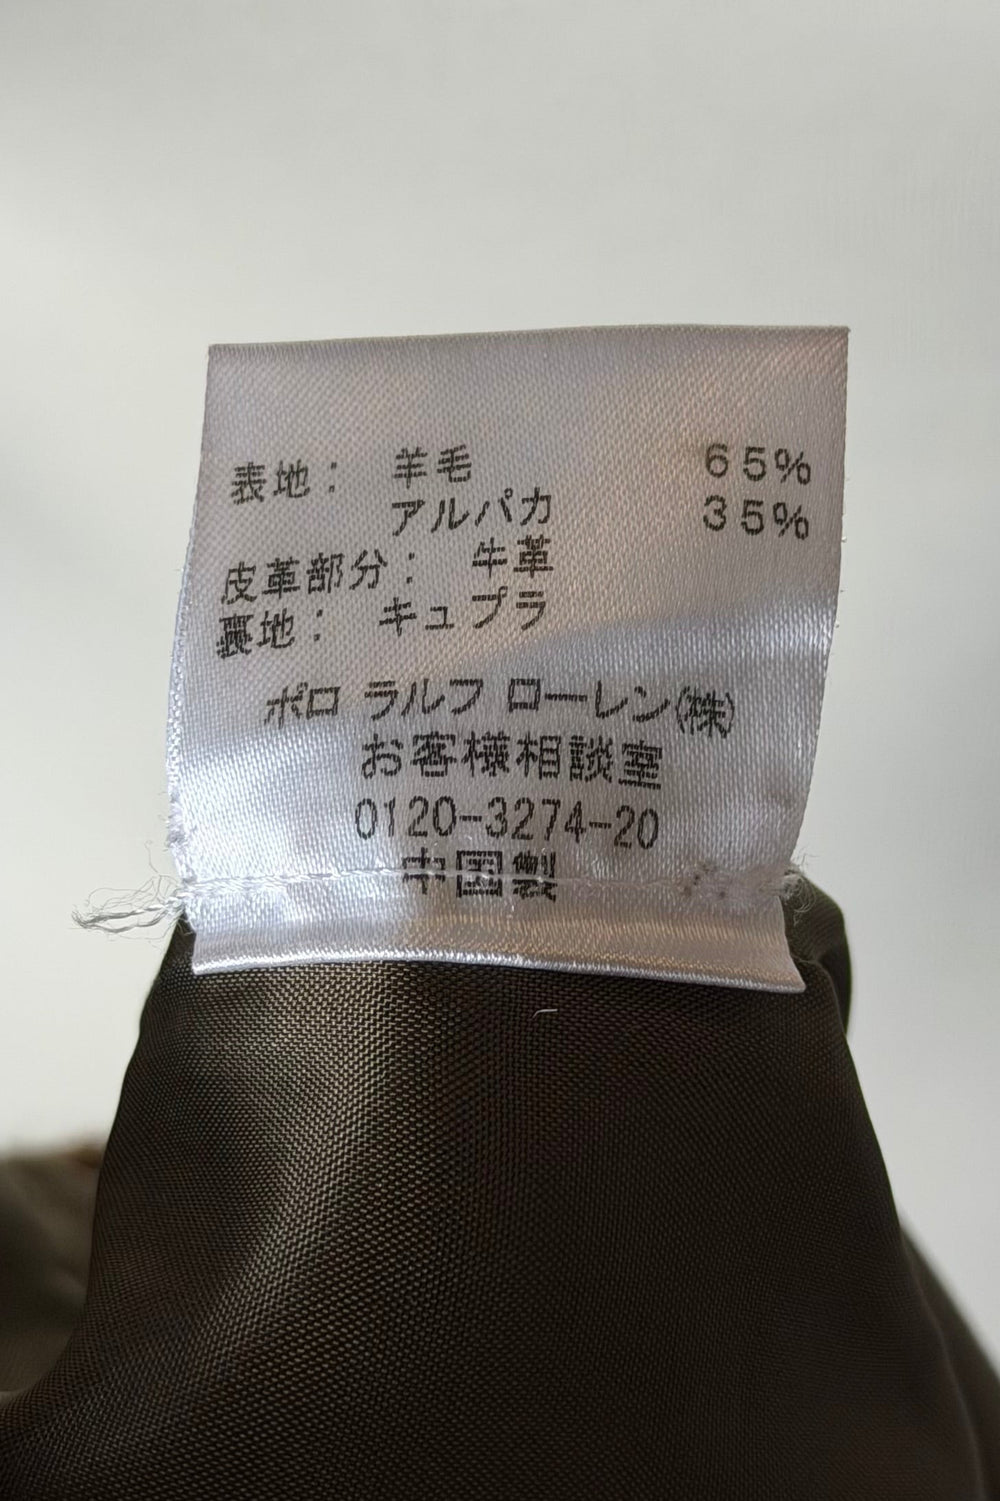 表地： 羊毛 65%
アルパカ 35%
皮革部分： 牛革
裏地： キュプラ
ポロ ラルフ ローレン(株)
お客様相談室
0120-3274-20
中国製